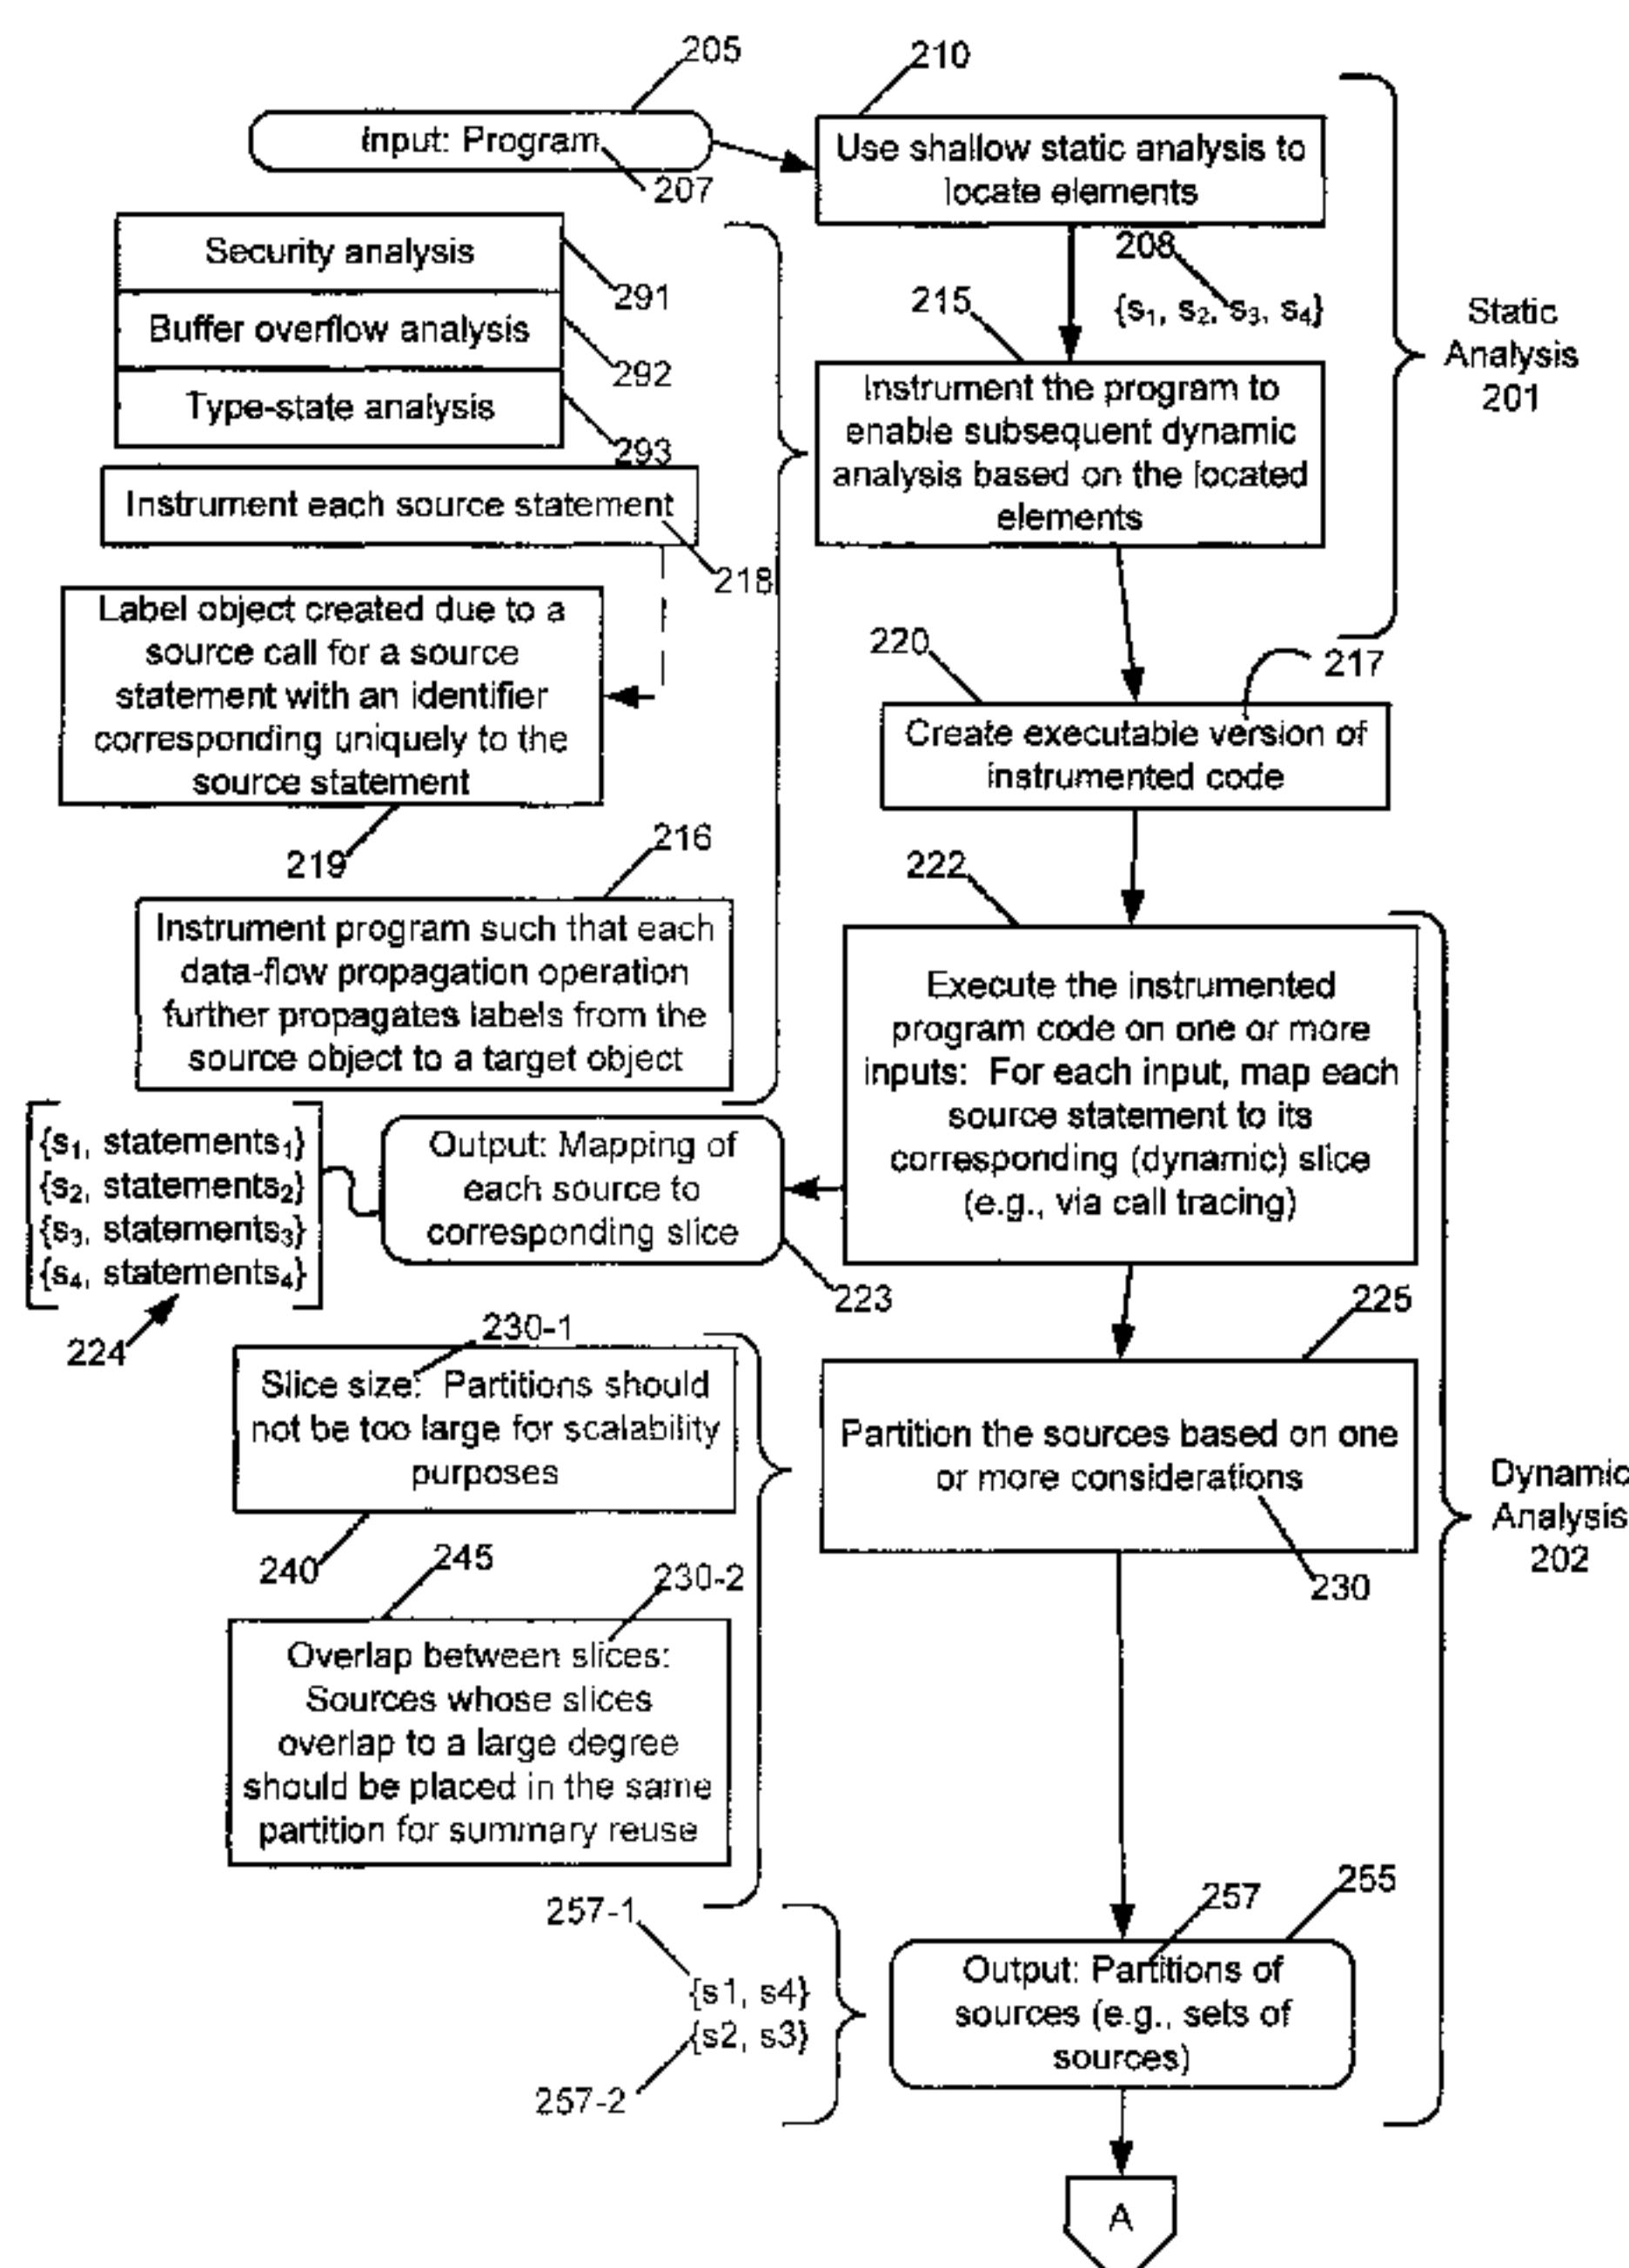 205
210
Input: Program
207
Use shallow static analysis to
locate elements
208
{s1, s2, s3, s4}
215
Static
Analysis
201
Security analysis
291
Buffer overflow analysis
292
Type-state analysis
293
Instrument the program to
enable subsequent dynamic
analysis based on the located
elements
Instrument each source statement
218
Label object created due to a
source call for a source
statement with an identifier
corresponding uniquely to the
source statement
219
220
217
Create executable version of
instrumented code
216
Instrument program such that each
data-flow propagation operation
further propagates labels from the
source object to a target object
222
Execute the instrumented
program code on one or more
inputs: For each input, map each
source statement to its
corresponding (dynamic) slice
(e.g., via call tracing)
{s1, statements1}
{s2, statements2}
{s3, statements3}
{s4, statements4}
224
Output: Mapping of
each source to
corresponding slice
223
225
230-1
Slice size: Partitions should
not be too large for scalability
purposes
240
Partition the sources based on one
or more considerations
230
Dynamic
Analysis
202
245
230-2
Overlap between slices:
Sources whose slices
overlap to a large degree
should be placed in the same
partition for summary reuse
257-1
{s1, s4}
{s2, s3}
257-2
257
255
Output: Partitions of
sources (e.g., sets of
sources)
A